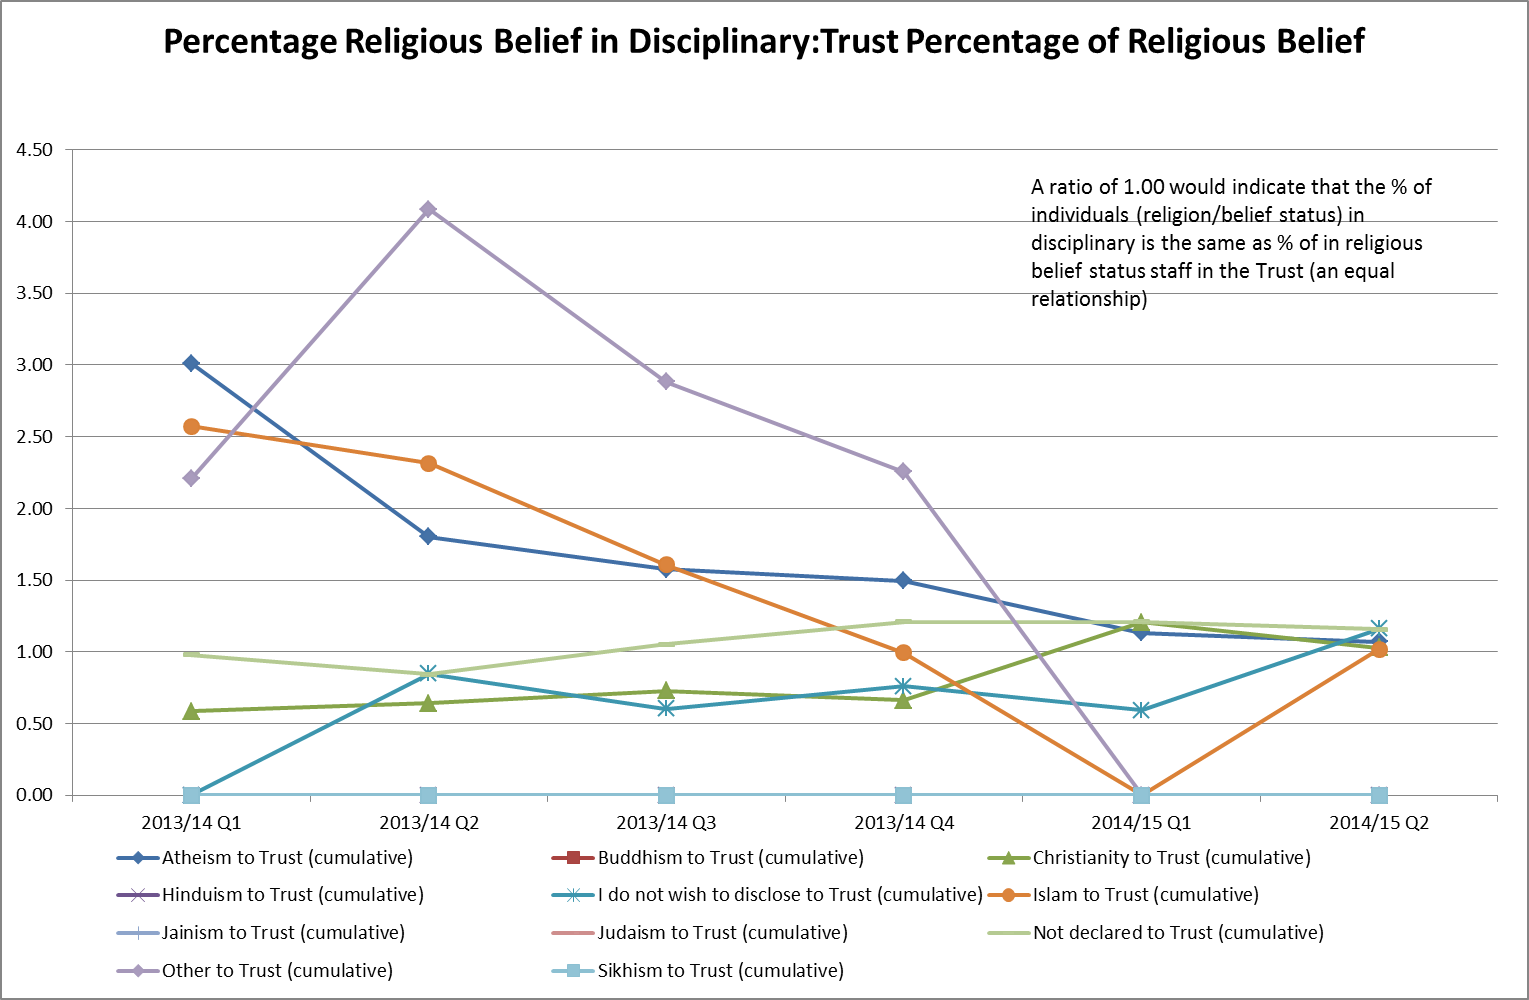 Percentage Religious Belief in Disciplinary:Trust Percentage of Religious Belief
4.50
4.00
3.50
3.00
2.50
2.00
1.50
1.00
0.50
0.00
A ratio of 1.00 would indicate that the % of
individuals (religion/belief status) in
disciplinary is the same as % of in religious
belief status staff in the Trust (an equal
relationship)
2013/14 Q1 2013/14 Q2 2013/14 Q3 2013/14 Q4 2014/15 Q1 2014/15 Q2
Atheism to Trust (cumulative) Buddhism to Trust (cumulative) Christianity to Trust (cumulative)
Hinduism to Trust (cumulative) I do not wish to disclose to Trust (cumulative) Islam to Trust (cumulative)
Jainism to Trust (cumulative) Judaism to Trust (cumulative) Not declared to Trust (cumulative)
Other to Trust (cumulative) Sikhism to Trust (cumulative)